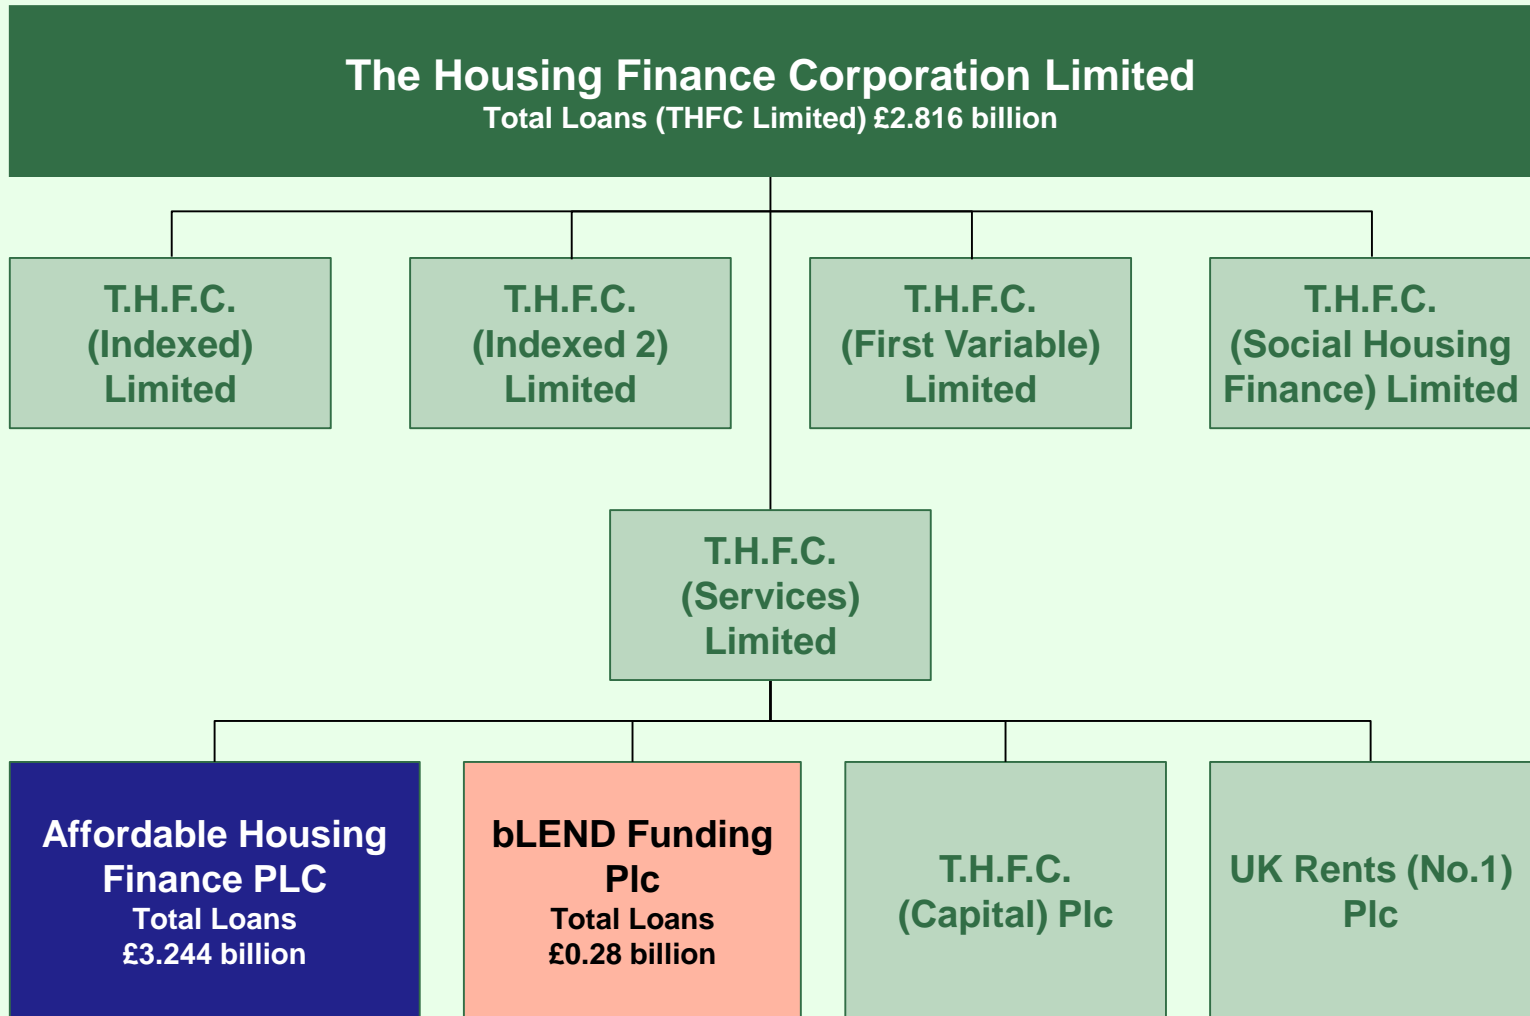 The Housing Finance Corporation Limited
Total Loans (THFC Limited) £2.816 billion
T.H.F.C.
(Indexed)
Limited
T.H.F.C.
(Indexed 2)
Limited
T.H.F.C.
(First Variable)
Limited
T.H.F.C.
(Social Housing
Finance) Limited
T.H.F.C.
(Services)
Limited
Affordable Housing
Finance PLC
Total Loans
£3.244 billion
bLEND Funding
Plc
Total Loans
£0.28 billion
T.H.F.C.
(Capital) Plc
UK Rents (No.1)
Plc